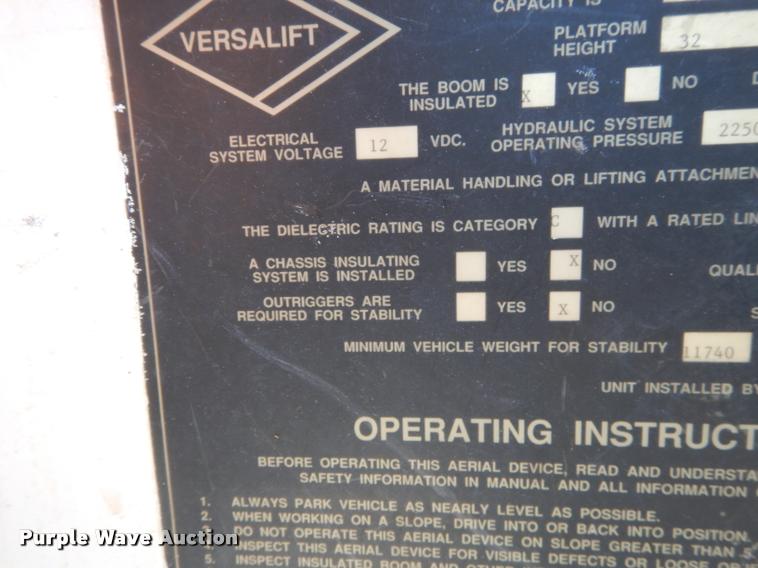 CAPACITY IS
VERSALIFT
PLATFORM
HEIGHT
32
THE BOOM IS
INSULATED
X YES NO
ELECTRICAL
SYSTEM VOLTAGE
12 VDC.
HYDRAULIC SYSTEM
OPERATING PRESSURE
2250
A MATERIAL HANDLING OR LIFTING ATTACHMEN
THE DIELECTRIC RATING IS CATEGORY C WITH A RATED LIN
A CHASSIS INSULATING
SYSTEM IS INSTALLED
YES X NO
QUALI
OUTRIGGERS ARE
REQUIRED FOR STABILITY
YES X NO
S
MINIMUM VEHICLE WEIGHT FOR STABILITY 11740
UNIT INSTALLED BY
OPERATING INSTRUCT
BEFORE OPERATING THIS AERIAL DEVICE, READ AND UNDERSTA
SAFETY INFORMATION IN MANUAL AND ALL INFORMATION
1. ALWAYS PARK VEHICLE AS NEARLY LEVEL AS POSSIBLE.
2. WHEN WORKING ON A SLOPE, DRIVE INTO OR BACK INTO POSITION.
3. DO NOT OPERATE THIS AERIAL DEVICE ON SLOPE GREATER THAN 5
4. INSPECT THIS AERIAL DEVICE FOR VISIBLE DEFECTS OR LOOSE
5. INSPECT INSULATED BOOM AND
Purple Wave Auction